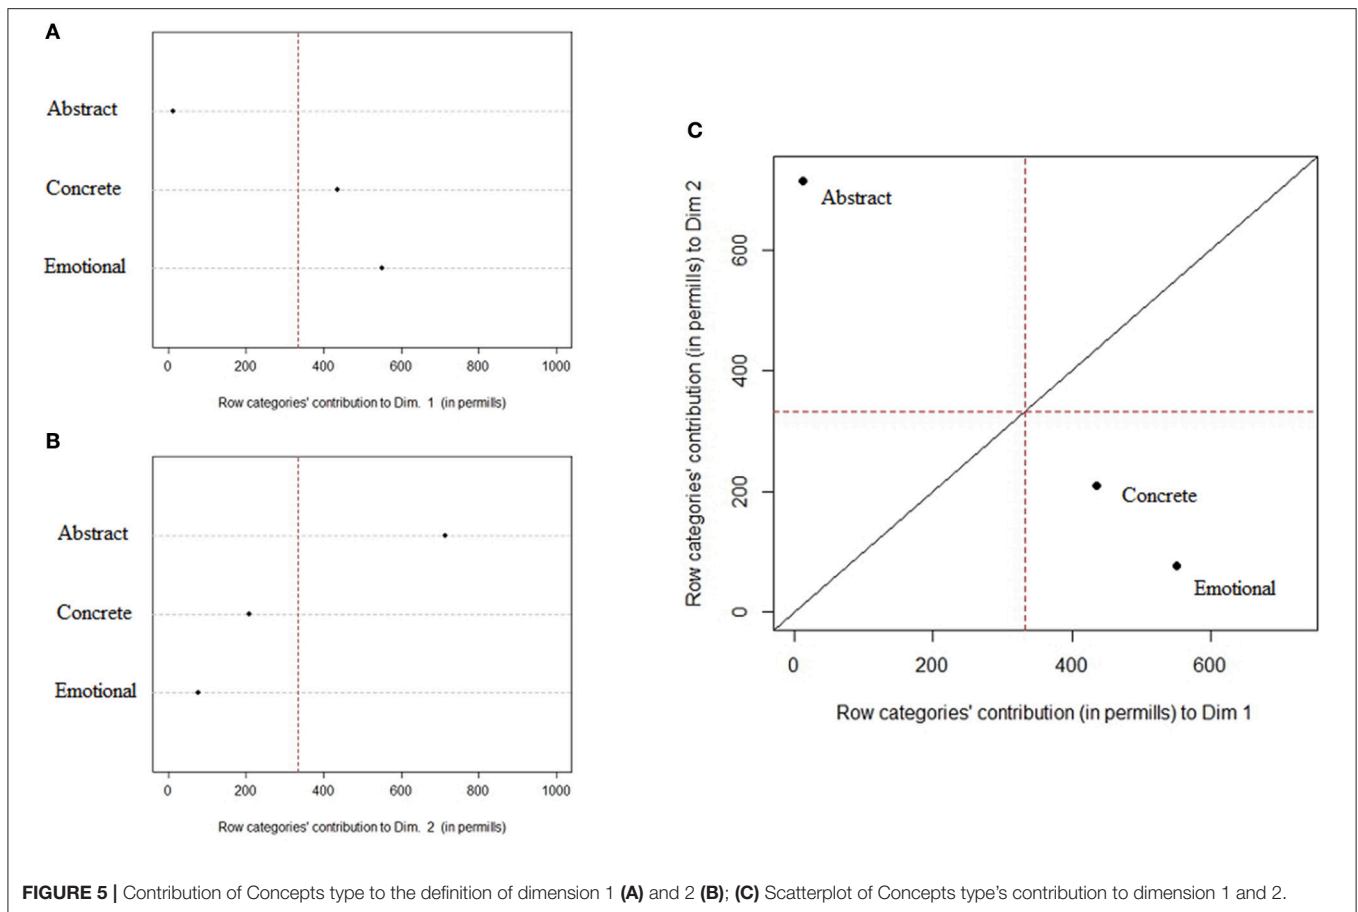 A
Abstract
Concrete
Emotional
0 200 400 600 800 1000
Row categories' contribution to Dim. 1 (in permills)
B
Abstract
Concrete
Emotional
0 200 400 600 800 1000
Row categories' contribution to Dim. 2 (in permills)
C
Row categories' contribution (in permills) to Dim 2
600
400
200
0
Abstract
Concrete
Emotional
0 200 400 600
Row categories' contribution (in permills) to Dim 1
FIGURE 5 | Contribution of Concepts type to the definition of dimension 1 (A) and 2 (B); (C) Scatterplot of Concepts type's contribution to dimension 1 and 2.